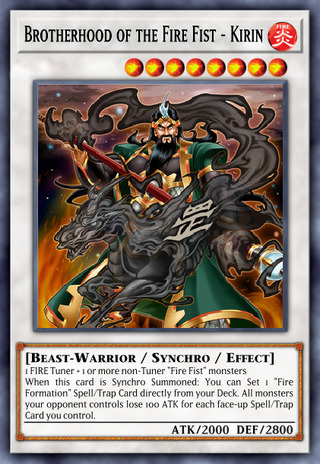 BROTHERHOOD OF THE FIRE FIST - KIRIN
FIRE
炎
[BEAST-WARRIOR / SYNCHRO / EFFECT]
1 FIRE Tuner + 1 or more non-Tuner "Fire Fist" monsters
When this card is Synchro Summoned: You can Set 1 "Fire
Formation" Spell/Trap Card directly from your Deck. All monsters
your opponent controls lose 100 ATK for each face-up Spell/Trap
Card you control.
ATK/2000 DEF/2800